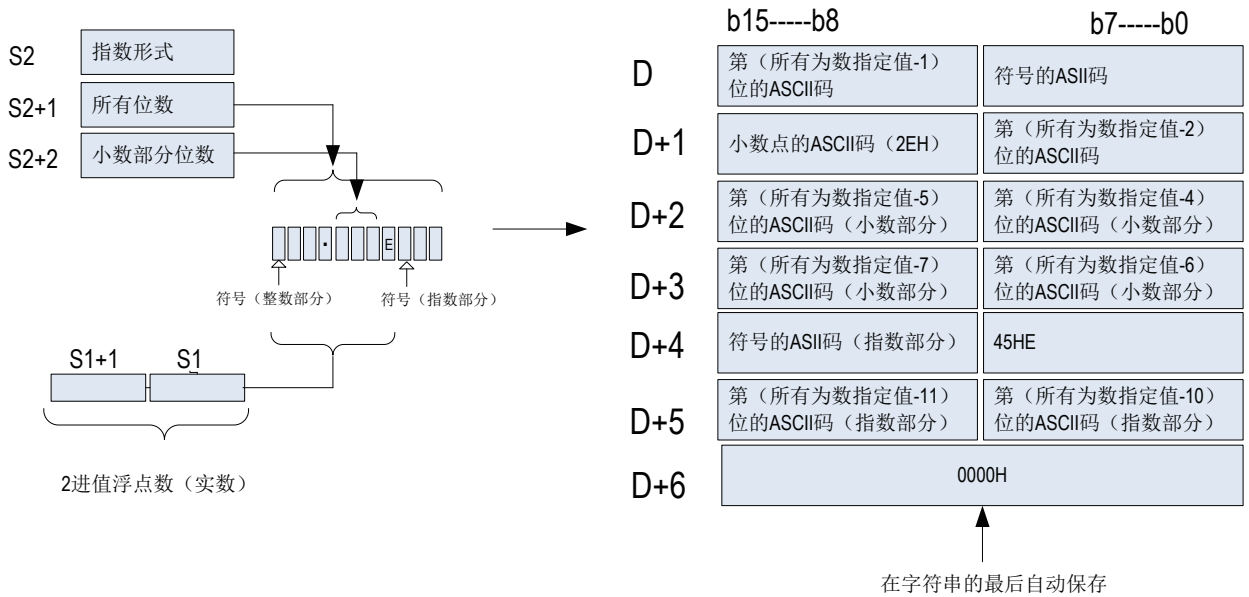 S2
指数形式
S2+1
所有位数
S2+2
小数部分位数
.
E
符号（整数部分）
符号（指数部分）
S1+1
S1
2进值浮点数（实数）
b15-----b8
b7-----b0
D
第（所有为数指定值-1）
位的ASCII码
符号的ASII码
D+1
小数点的ASCII码（2EH）
第（所有为数指定值-2）
位的ASCII码
D+2
第（所有为数指定值-5）
位的ASCII码（小数部分）
第（所有为数指定值-4）
位的ASCII码（小数部分）
D+3
第（所有为数指定值-7）
位的ASCII码（小数部分）
第（所有为数指定值-6）
位的ASCII码（小数部分）
D+4
符号的ASII码（指数部分）
45HE
D+5
第（所有为数指定值-11）
位的ASCII码（指数部分）
第（所有为数指定值-10）
位的ASCII码（指数部分）
D+6
0000H
在字符串的最后自动保存